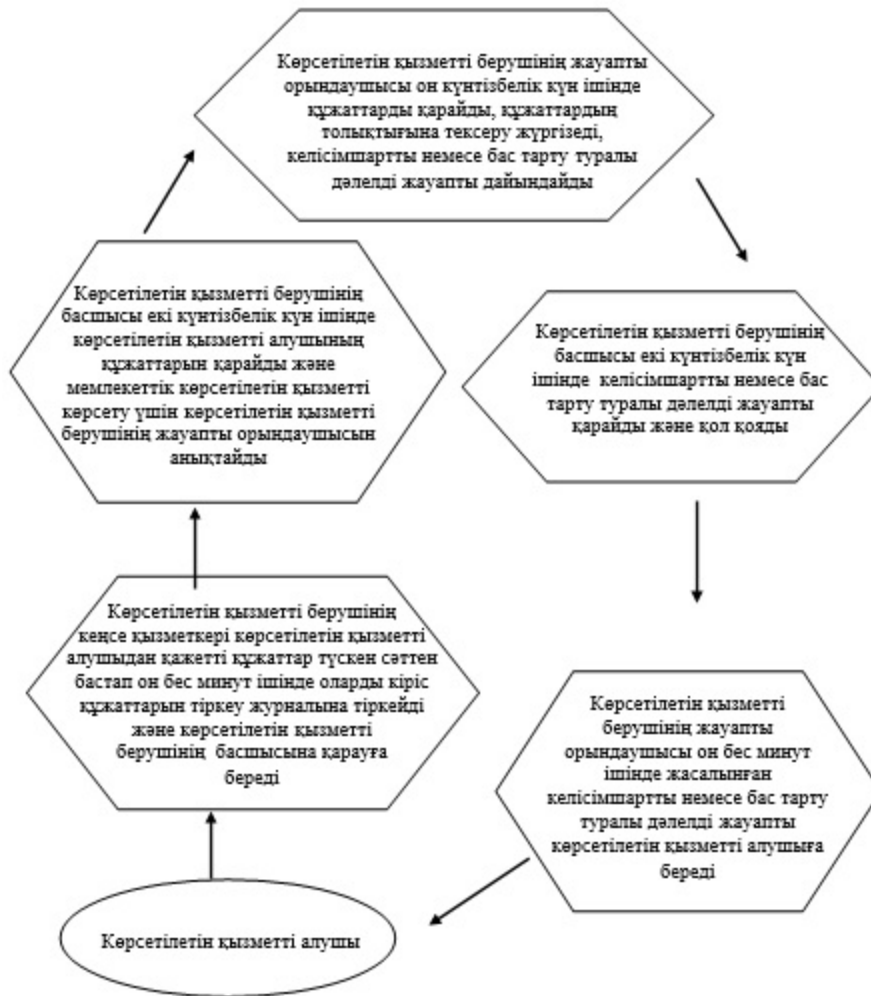 Көрсетілетін қызметті берушінің жауапты
орындаушысы он күнтізбелік күн ішінде
құжаттарды қарайды, құжаттардың
толықтығына тексеру жүргізеді,
келісімшартты немесе бас тарту туралы
дәлелді жауапты дайындайды
Көрсетілетін қызметті берушінің
басшысы екі күнтізбелік күн ішінде
көрсетілетін қызметті алушының
құжаттарын қарайды және
мемлекеттік көрсетілетін қызметті
көрсету үшін көрсетілетін қызметті
берушінің жауапты орындаушысын
анықтайды
Көрсетілетін қызметті берушінің
басшысы екі күнтізбелік күн
ішінде келісімшартты немесе бас
тарту туралы дәлелді жауапты
қарайды және қол қояды
Көрсетілетін қызметті берушінің
кеңсе қызметкері көрсетілетін қызметті
алушыдан қажетті құжаттар түскен сәттен
бастап он бес минут ішінде оларды кіріс
құжаттарын тіркеу журналына тіркейді
және көрсетілетін қызметті
берушінің басшысына қарауға
береді
Көрсетілетін қызметті
берушінің жауапты
орындаушысы он бес минут
ішінде жасалынған
келісімшартты немесе бас тарту
туралы дәлелді жауапты
көрсетілетін қызметті алушыға
береді
Көрсетілетін қызметті алушы